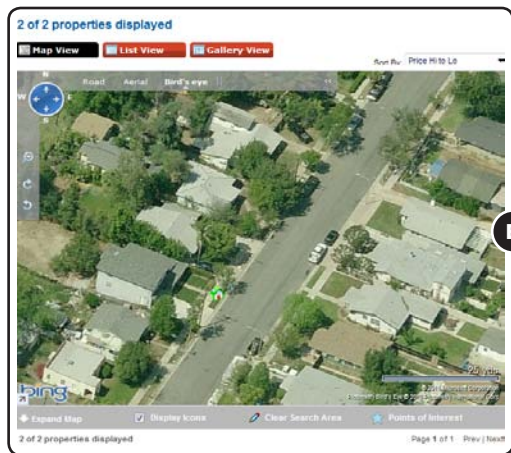 2 of 2 properties displayed
Map View List View Gallery View
Sort By: Price Hi to Lo
N
W
S
Road Aerial Bird's eye <<
25 yds
bing
Expand Map Display Icons Clear Search Area Points of Interest
2 of 2 properties displayed Page 1 of 1 Prev | Next